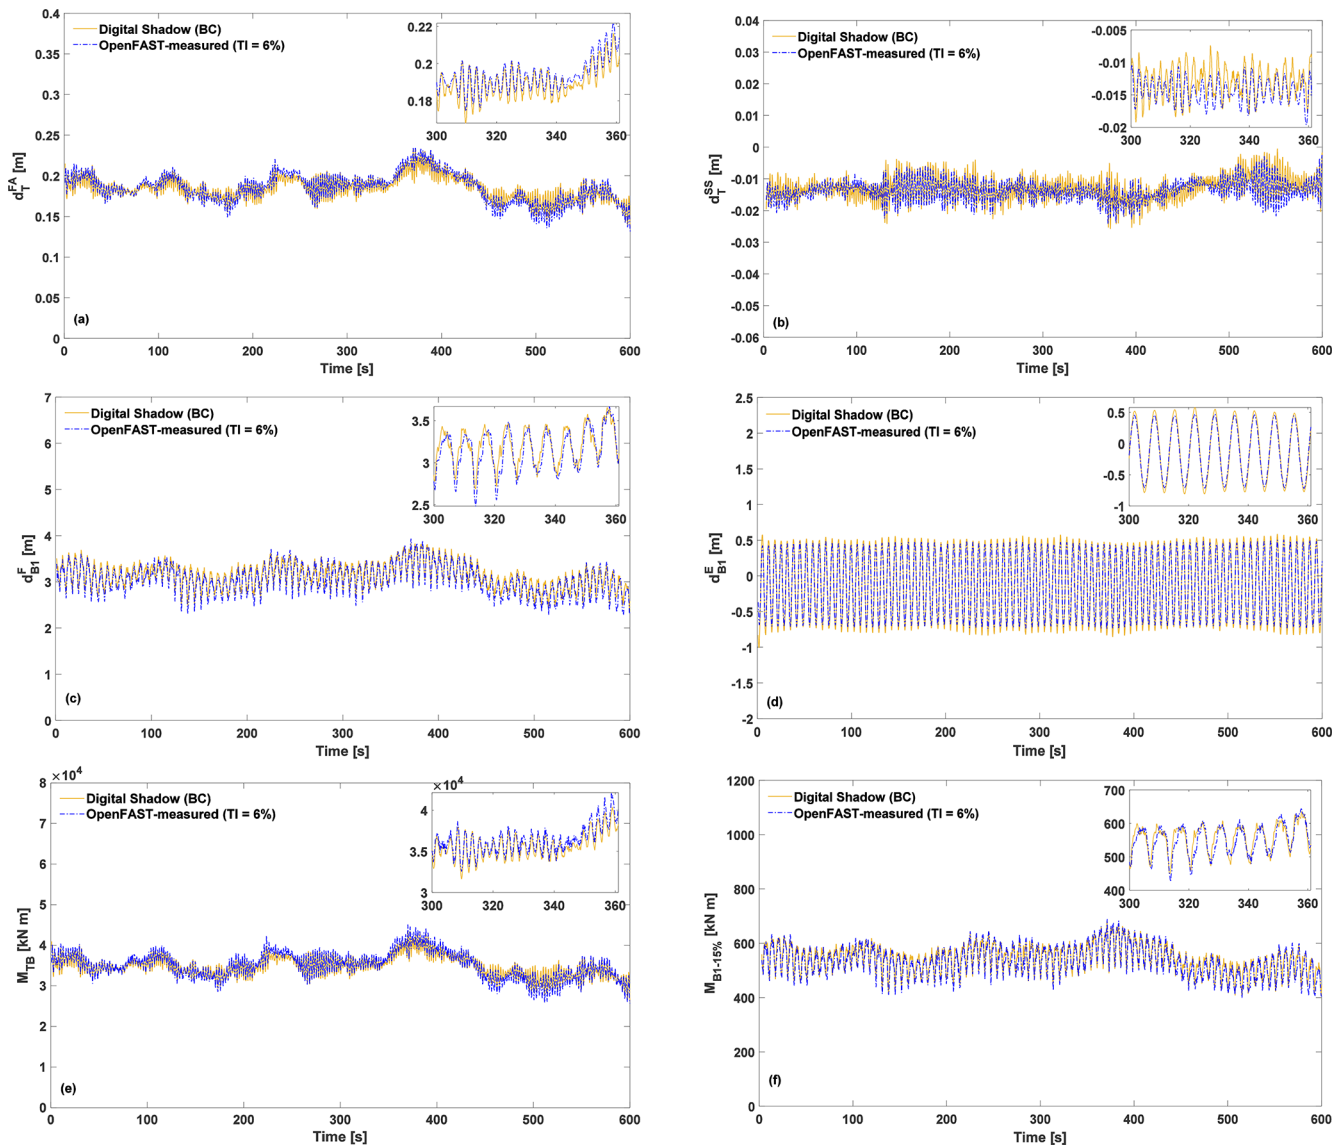 0.4
0.35
0.3
0.25
0.2
0.15
0.1
0.05
0
d_T^FA [m]
Digital Shadow (BC)
OpenFAST-measured (TI = 6%)
0.22
0.2
0.18
300 320 340 360
(a)
0 100 200 300 400 500 600
Time [s]
0.04
0.03
0.02
0.01
0
-0.01
-0.02
-0.03
-0.04
-0.05
-0.06
d_T^SS [m]
Digital Shadow (BC)
OpenFAST-measured (TI = 6%)
-0.005
-0.01
-0.015
-0.02
300 320 340 360
(b)
0 100 200 300 400 500 600
Time [s]
7
6
5
4
3
2
1
0
d_B1^F [m]
Digital Shadow (BC)
OpenFAST-measured (TI = 6%)
3.5
3
2.5
300 320 340 360
(c)
0 100 200 300 400 500 600
Time [s]
2.5
2
1.5
1
0.5
0
-0.5
-1
-1.5
-2
d_B1^E [m]
Digital Shadow (BC)
OpenFAST-measured (TI = 6%)
0.5
0
-0.5
-1
300 320 340 360
(d)
0 100 200 300 400 500 600
Time [s]
×10^4
8
7
6
5
4
3
2
1
0
M_TB [kN m]
Digital Shadow (BC)
OpenFAST-measured (TI = 6%)
×10^4
4
3.5
3
300 320 340 360
(e)
0 100 200 300 400 500 600
Time [s]
1200
1000
800
600
400
200
0
M_B1-15% [kN m]
Digital Shadow (BC)
OpenFAST-measured (TI = 6%)
700
600
500
400
300 320 340 360
(f)
0 100 200 300 400 500 600
Time [s]